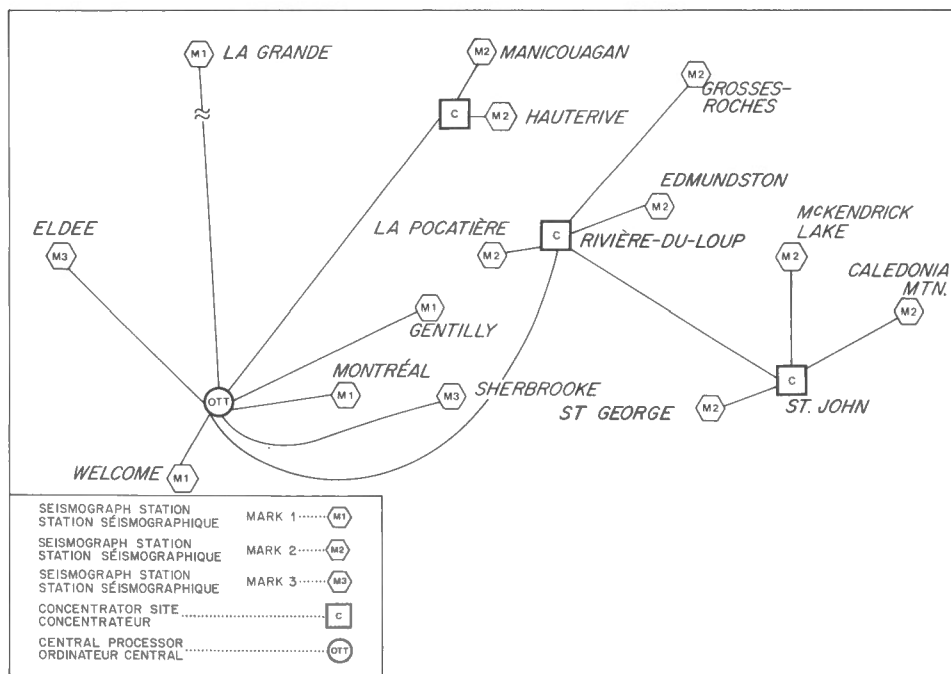 M1 LA GRANDE
M2 MANICOUAGAN
M2 GROSSES-
ROCHES
C M2 HAUTERIVE
EDMUNDSTON
M2
LA POCATIÈRE
M2
C RIVIÈRE-DU-LOUP
McKENDRICK
LAKE
M2
CALEDONIA
MTN.
M2
ELDEE
M3
M1
GENTILLY
MONTRÉAL
M1
M3 SHERBROOKE
OTT
ST GEORGE M2
C
ST. JOHN
WELCOME M1
SEISMOGRAPH STATION
STATION SÉISMOGRAPHIQUE MARK 1 M1
SEISMOGRAPH STATION
STATION SÉISMOGRAPHIQUE MARK 2 M2
SEISMOGRAPH STATION
STATION SÉISMOGRAPHIQUE MARK 3 M3
CONCENTRATOR SITE
CONCENTRATEUR C
CENTRAL PROCESSOR
ORDINATEUR CENTRAL OTT